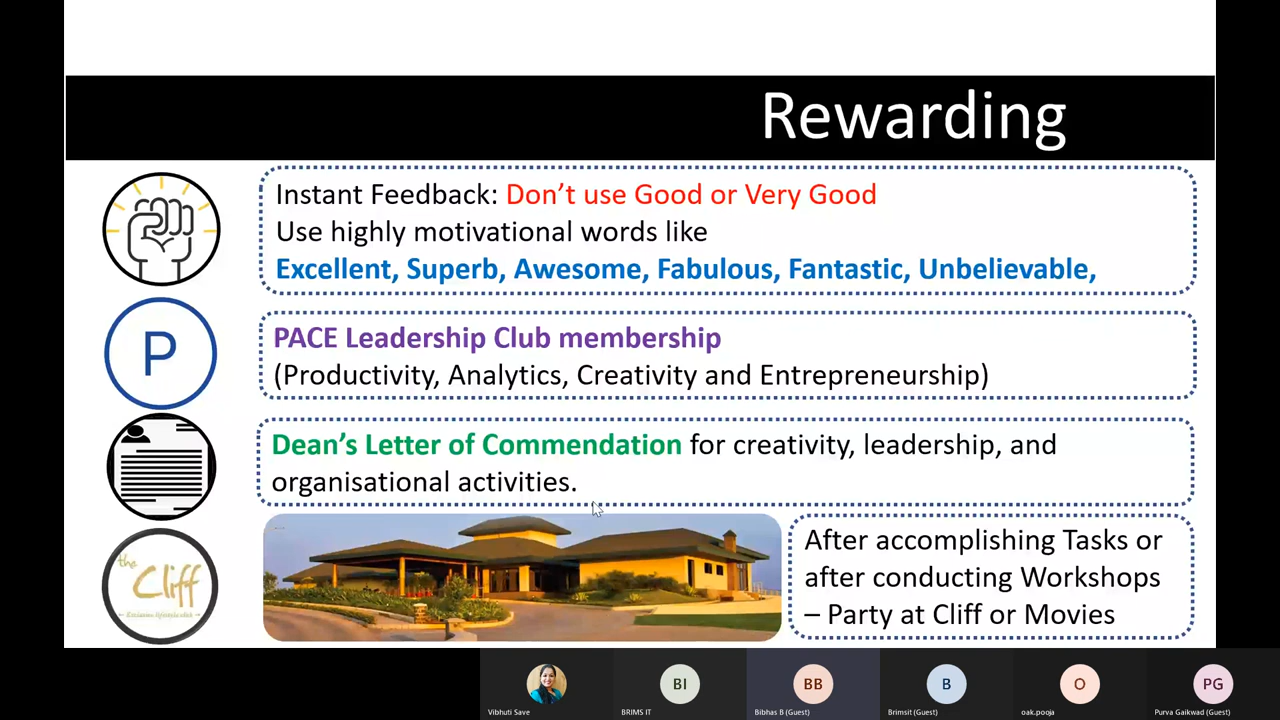 Rewarding
Instant Feedback: Don't use Good or Very Good
Use highly motivational words like
Excellent, Superb, Awesome, Fabulous, Fantastic, Unbelievable,
P
PACE Leadership Club membership
(Productivity, Analytics, Creativity and Entrepreneurship)
Dean's Letter of Commendation for creativity, leadership, and
organisational activities.
the
Cliff
After accomplishing Tasks or
after conducting Workshops
– Party at Cliff or Movies
BI
BB
B
O
PG
Vibhuti Save
BRIMS IT
Bibhas B (Guest)
Brimsit (Guest)
oak.pooja
Purva Gaikwad (Guest)